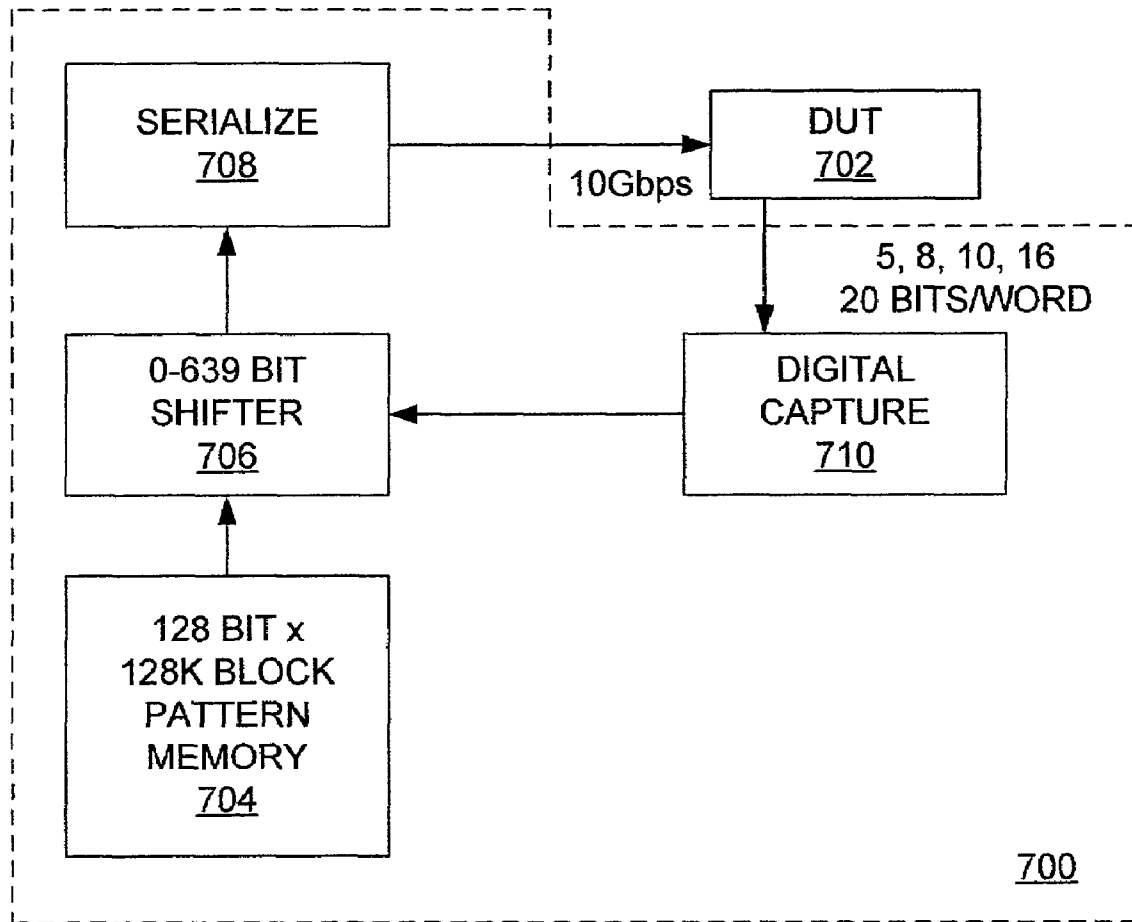 SERIALIZE
708
DUT
702
10Gbps
5, 8, 10, 16
20 BITS/WORD
0-639 BIT
SHIFTER
706
DIGITAL
CAPTURE
710
128 BIT x
128K BLOCK
PATTERN
MEMORY
704
700